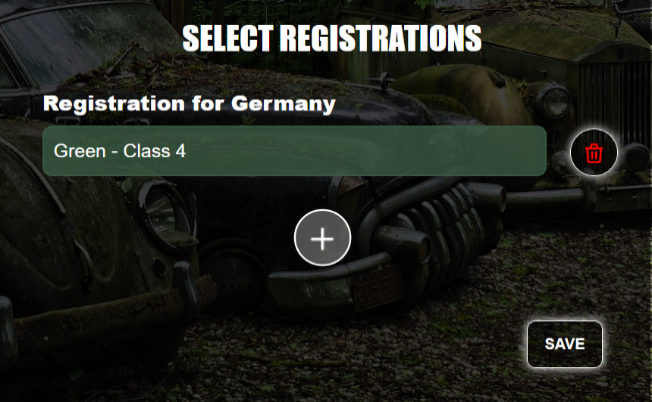 SELECT REGISTRATIONS
Registration for Germany
Green - Class 4
SAVE